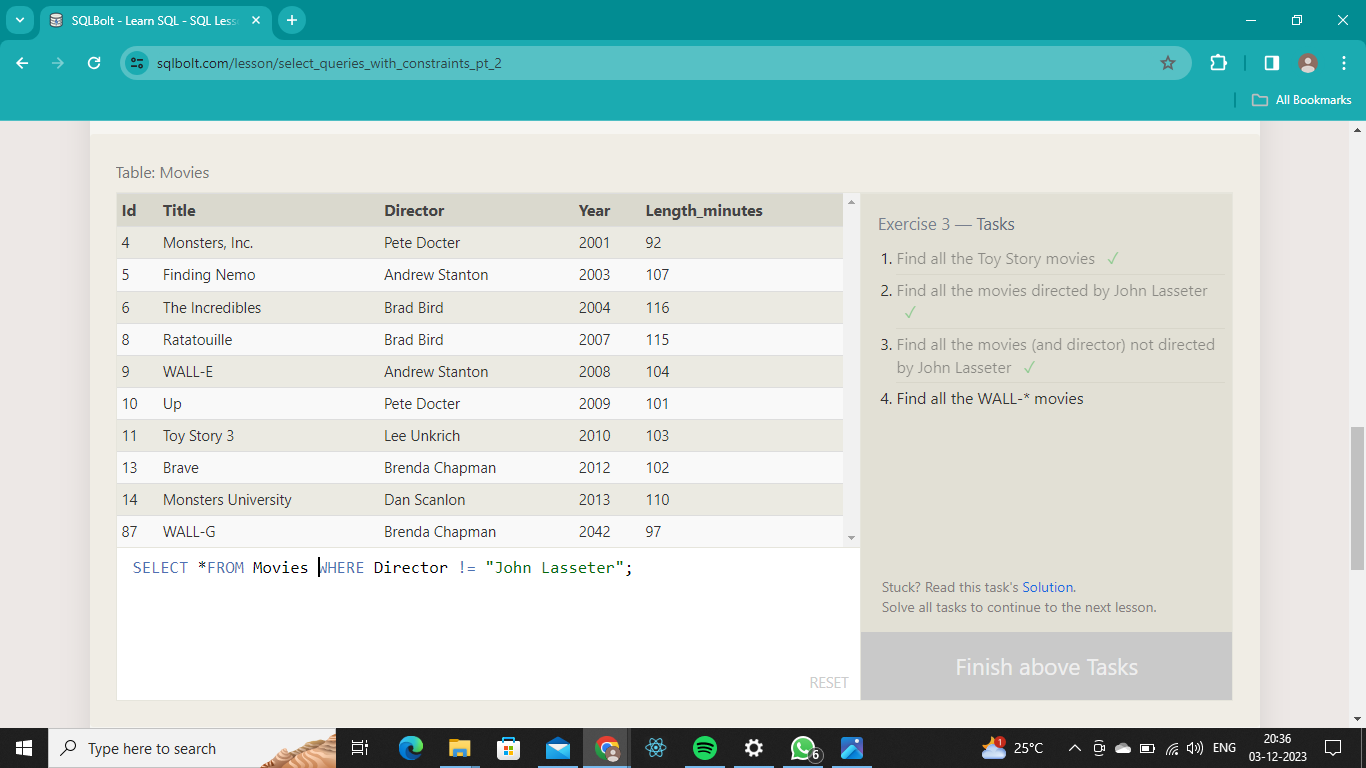 SQLBolt - Learn SQL - SQL Less
sqlbolt.com/lesson/select_queries_with_constraints_pt_2
All Bookmarks
Table: Movies
Id Title Director Year Length_minutes
4 Monsters, Inc. Pete Docter 2001 92
5 Finding Nemo Andrew Stanton 2003 107
6 The Incredibles Brad Bird 2004 116
8 Ratatouille Brad Bird 2007 115
9 WALL-E Andrew Stanton 2008 104
10 Up Pete Docter 2009 101
11 Toy Story 3 Lee Unkrich 2010 103
13 Brave Brenda Chapman 2012 102
14 Monsters University Dan Scanlon 2013 110
87 WALL-G Brenda Chapman 2042 97
SELECT *FROM Movies WHERE Director != "John Lasseter";
RESET
Exercise 3 — Tasks
1. Find all the Toy Story movies ✓
2. Find all the movies directed by John Lasseter
✓
3. Find all the movies (and director) not directed
by John Lasseter ✓
4. Find all the WALL-* movies
Stuck? Read this task's Solution.
Solve all tasks to continue to the next lesson.
Finish above Tasks
Type here to search
6
1
25°C
ENG
20:36
03-12-2023